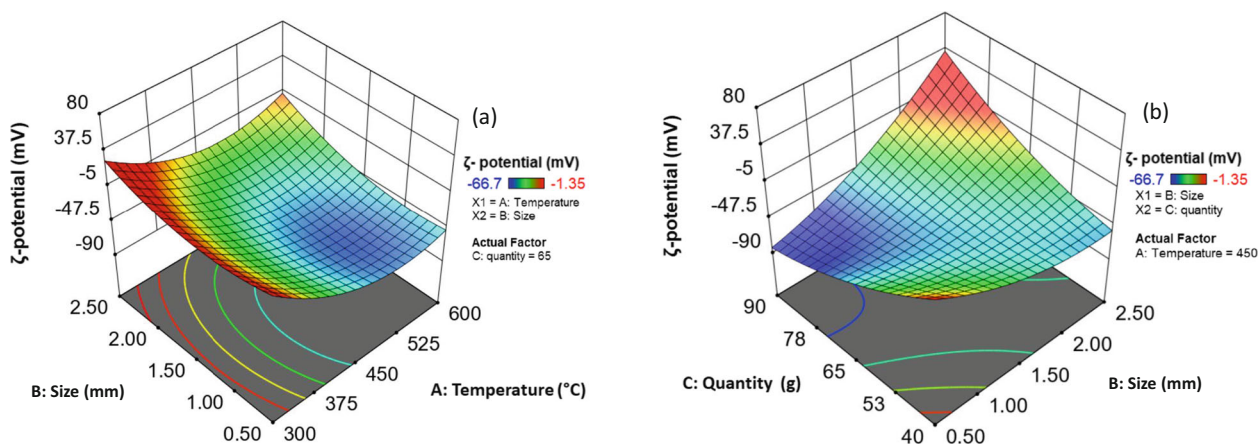 (a)
80
37.5
-5
-47.5
-90
ζ-potential (mV)
ζ- potential (mV)
-66.7 -1.35
X1 = A: Temperature
X2 = B: Size
Actual Factor
C: quantity = 65
2.50
2.00
1.50
1.00
0.50
B: Size (mm)
300
375
450
525
600
A: Temperature (°C)
(b)
80
37.5
-5
-47.5
-90
ζ-potential (mV)
ζ- potential (mV)
-66.7 -1.35
X1 = B: Size
X2 = C: quantity
Actual Factor
A: Temperature = 450
90
78
65
53
40
C: Quantity (g)
0.50
1.00
1.50
2.00
2.50
B: Size (mm)